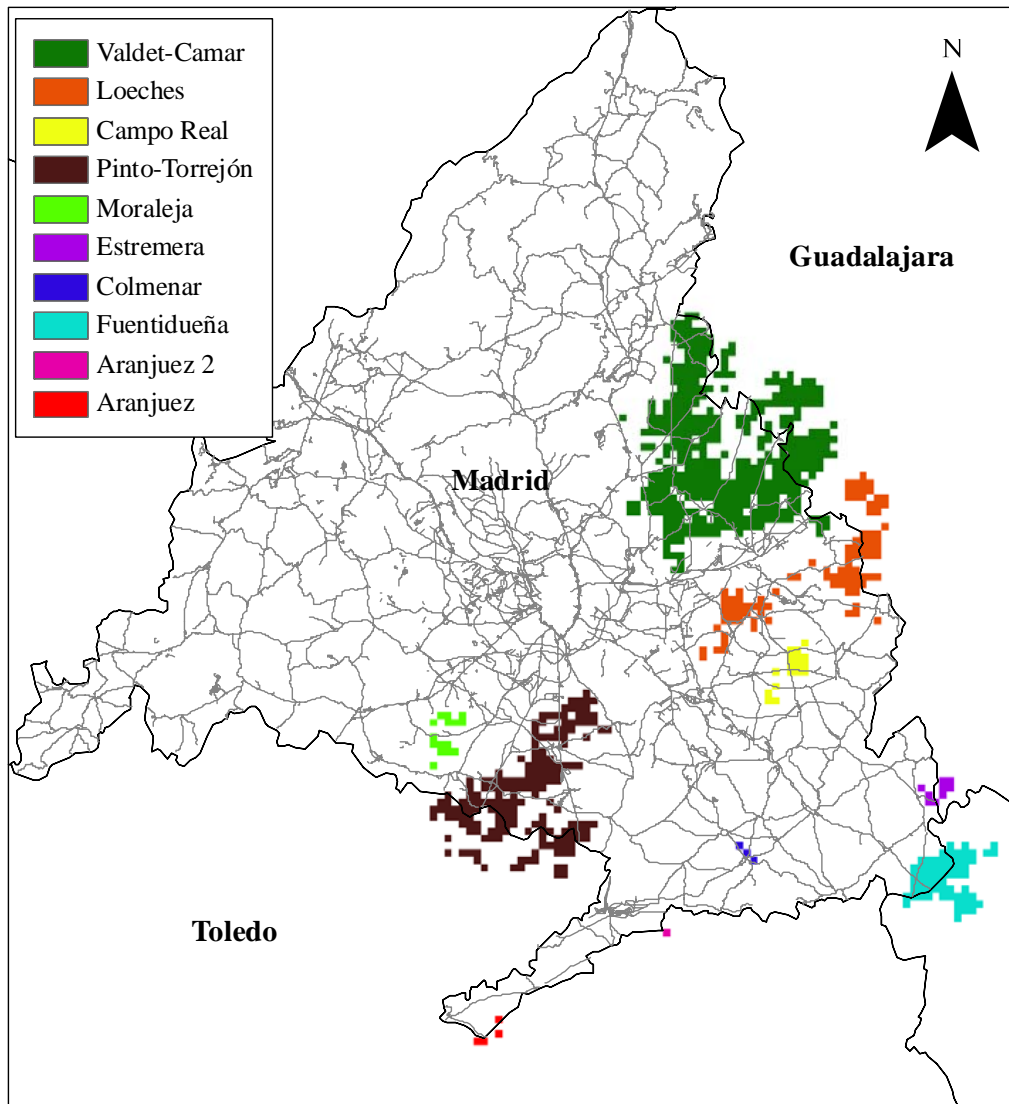 Valdet-Camar
Loeches
Campo Real
Pinto-Torrejón
Moraleja
Estremera
Colmenar
Fuentidueña
Aranjuez 2
Aranjuez
N
Guadalajara
Madrid
Toledo